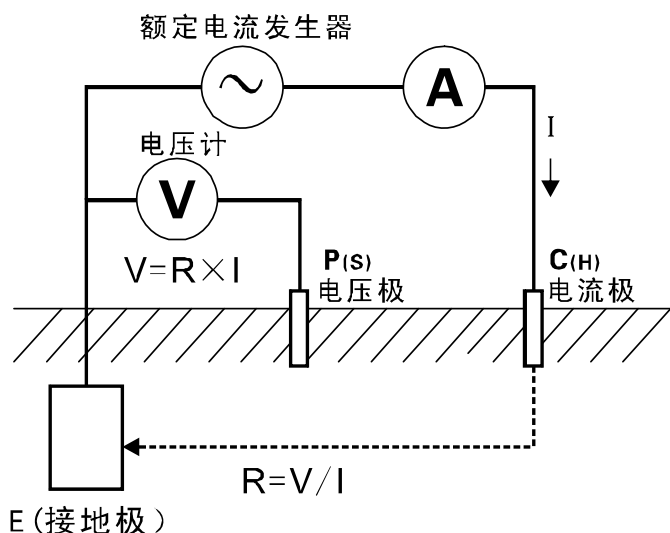 额定电流发生器
A
I
电压计
V
V=R×I
P(S)
电压极
C(H)
电流极
R=V/I
E(接地极)